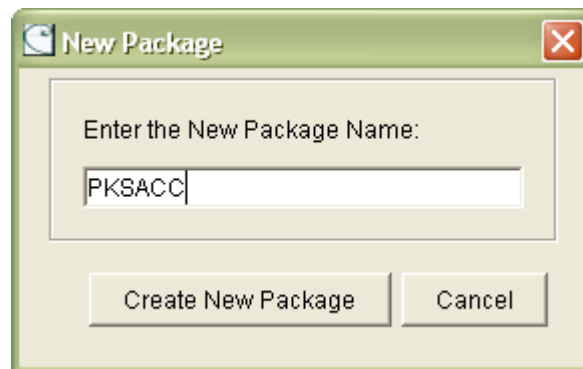 New Package
Enter the New Package Name:
PKSACC
Create New Package Cancel